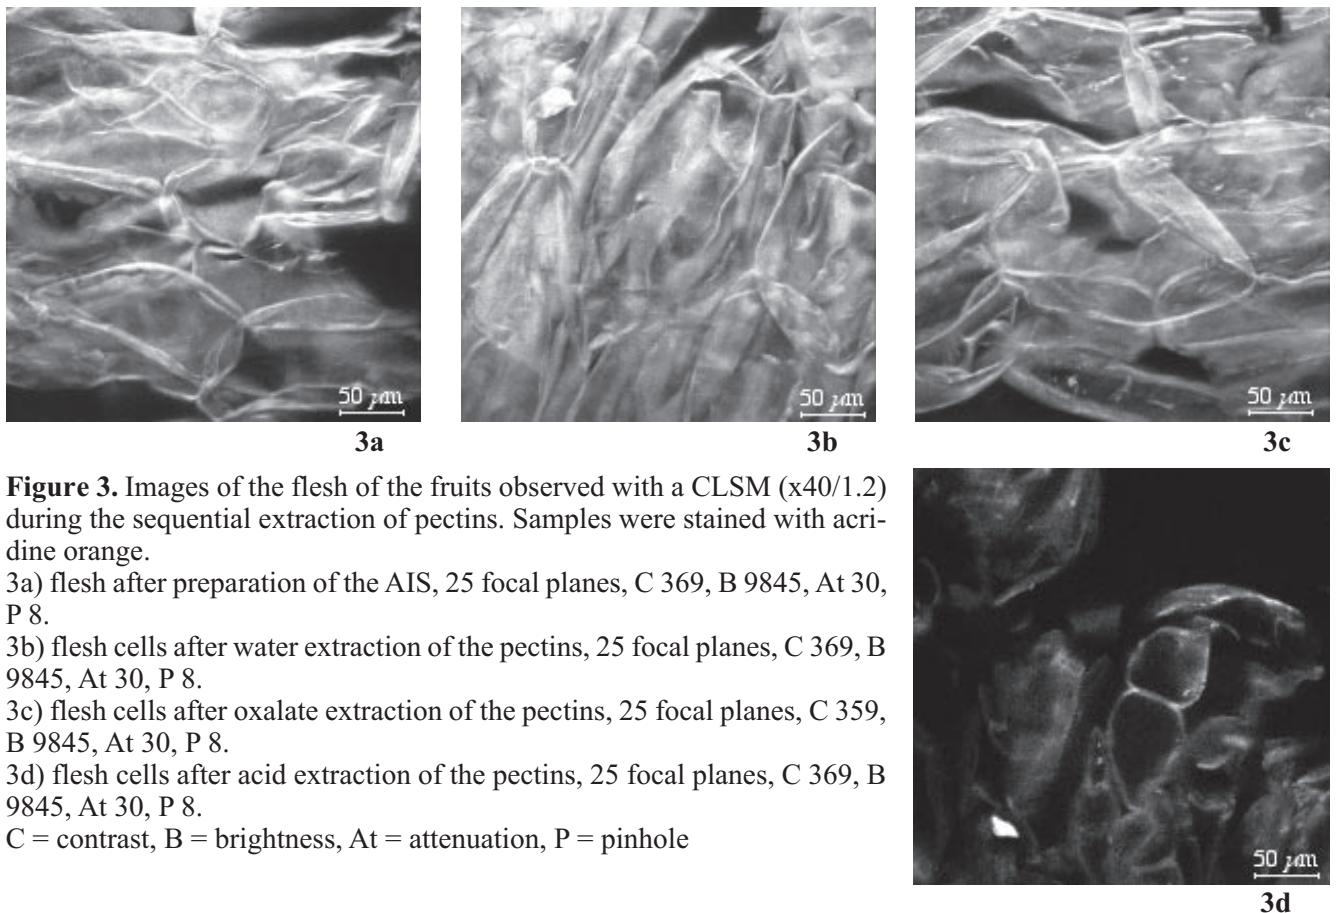 50 µm
50 µm
50 µm
3a
3b
3c
Figure 3. Images of the flesh of the fruits observed with a CLSM (x40/1.2)
during the sequential extraction of pectins. Samples were stained with acri-
dine orange.
3a) flesh after preparation of the AIS, 25 focal planes, C 369, B 9845, At 30,
P 8.
3b) flesh cells after water extraction of the pectins, 25 focal planes, C 369, B
9845, At 30, P 8.
3c) flesh cells after oxalate extraction of the pectins, 25 focal planes, C 359,
B 9845, At 30, P 8.
3d) flesh cells after acid extraction of the pectins, 25 focal planes, C 369, B
9845, At 30, P 8.
C = contrast, B = brightness, At = attenuation, P = pinhole
50 µm
3d